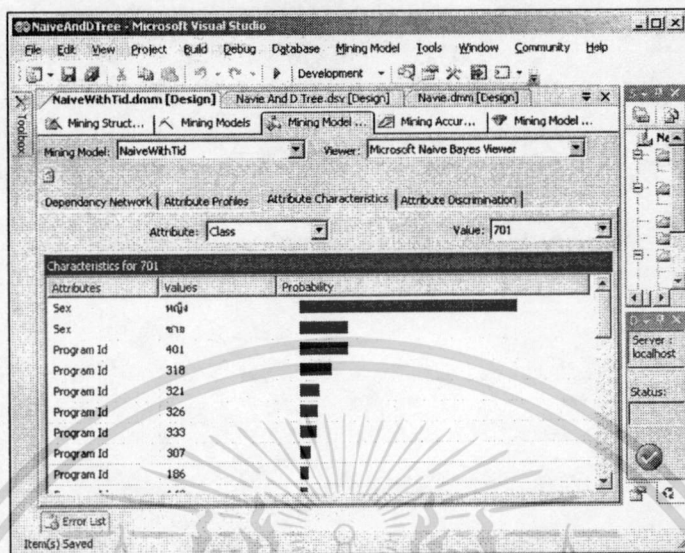 NaiveAndDTree - Microsoft Visual Studio
File Edit View Project Build Debug Database Mining Model Tools Window Community Help
Development
NaiveWithTid.dmm [Design] Navie And D Tree.dsv [Design] Navie.dmm [Design]
Toolbox
Mining Struct... Mining Models Mining Model ... Mining Accur... Mining Model ...
Mining Model: NaiveWithTid Viewer: Microsoft Naive Bayes Viewer
Dependency Network Attribute Profiles Attribute Characteristics Attribute Discrimination
Attribute: Class Value: 701
Characteristics for 701
Attributes Values Probability
Sex หญิง
Sex ชาย
Program Id 401
Program Id 318
Program Id 321
Program Id 326
Program Id 333
Program Id 307
Program Id 186
Server :
localhost
Status:
Error List
Item(s) Saved